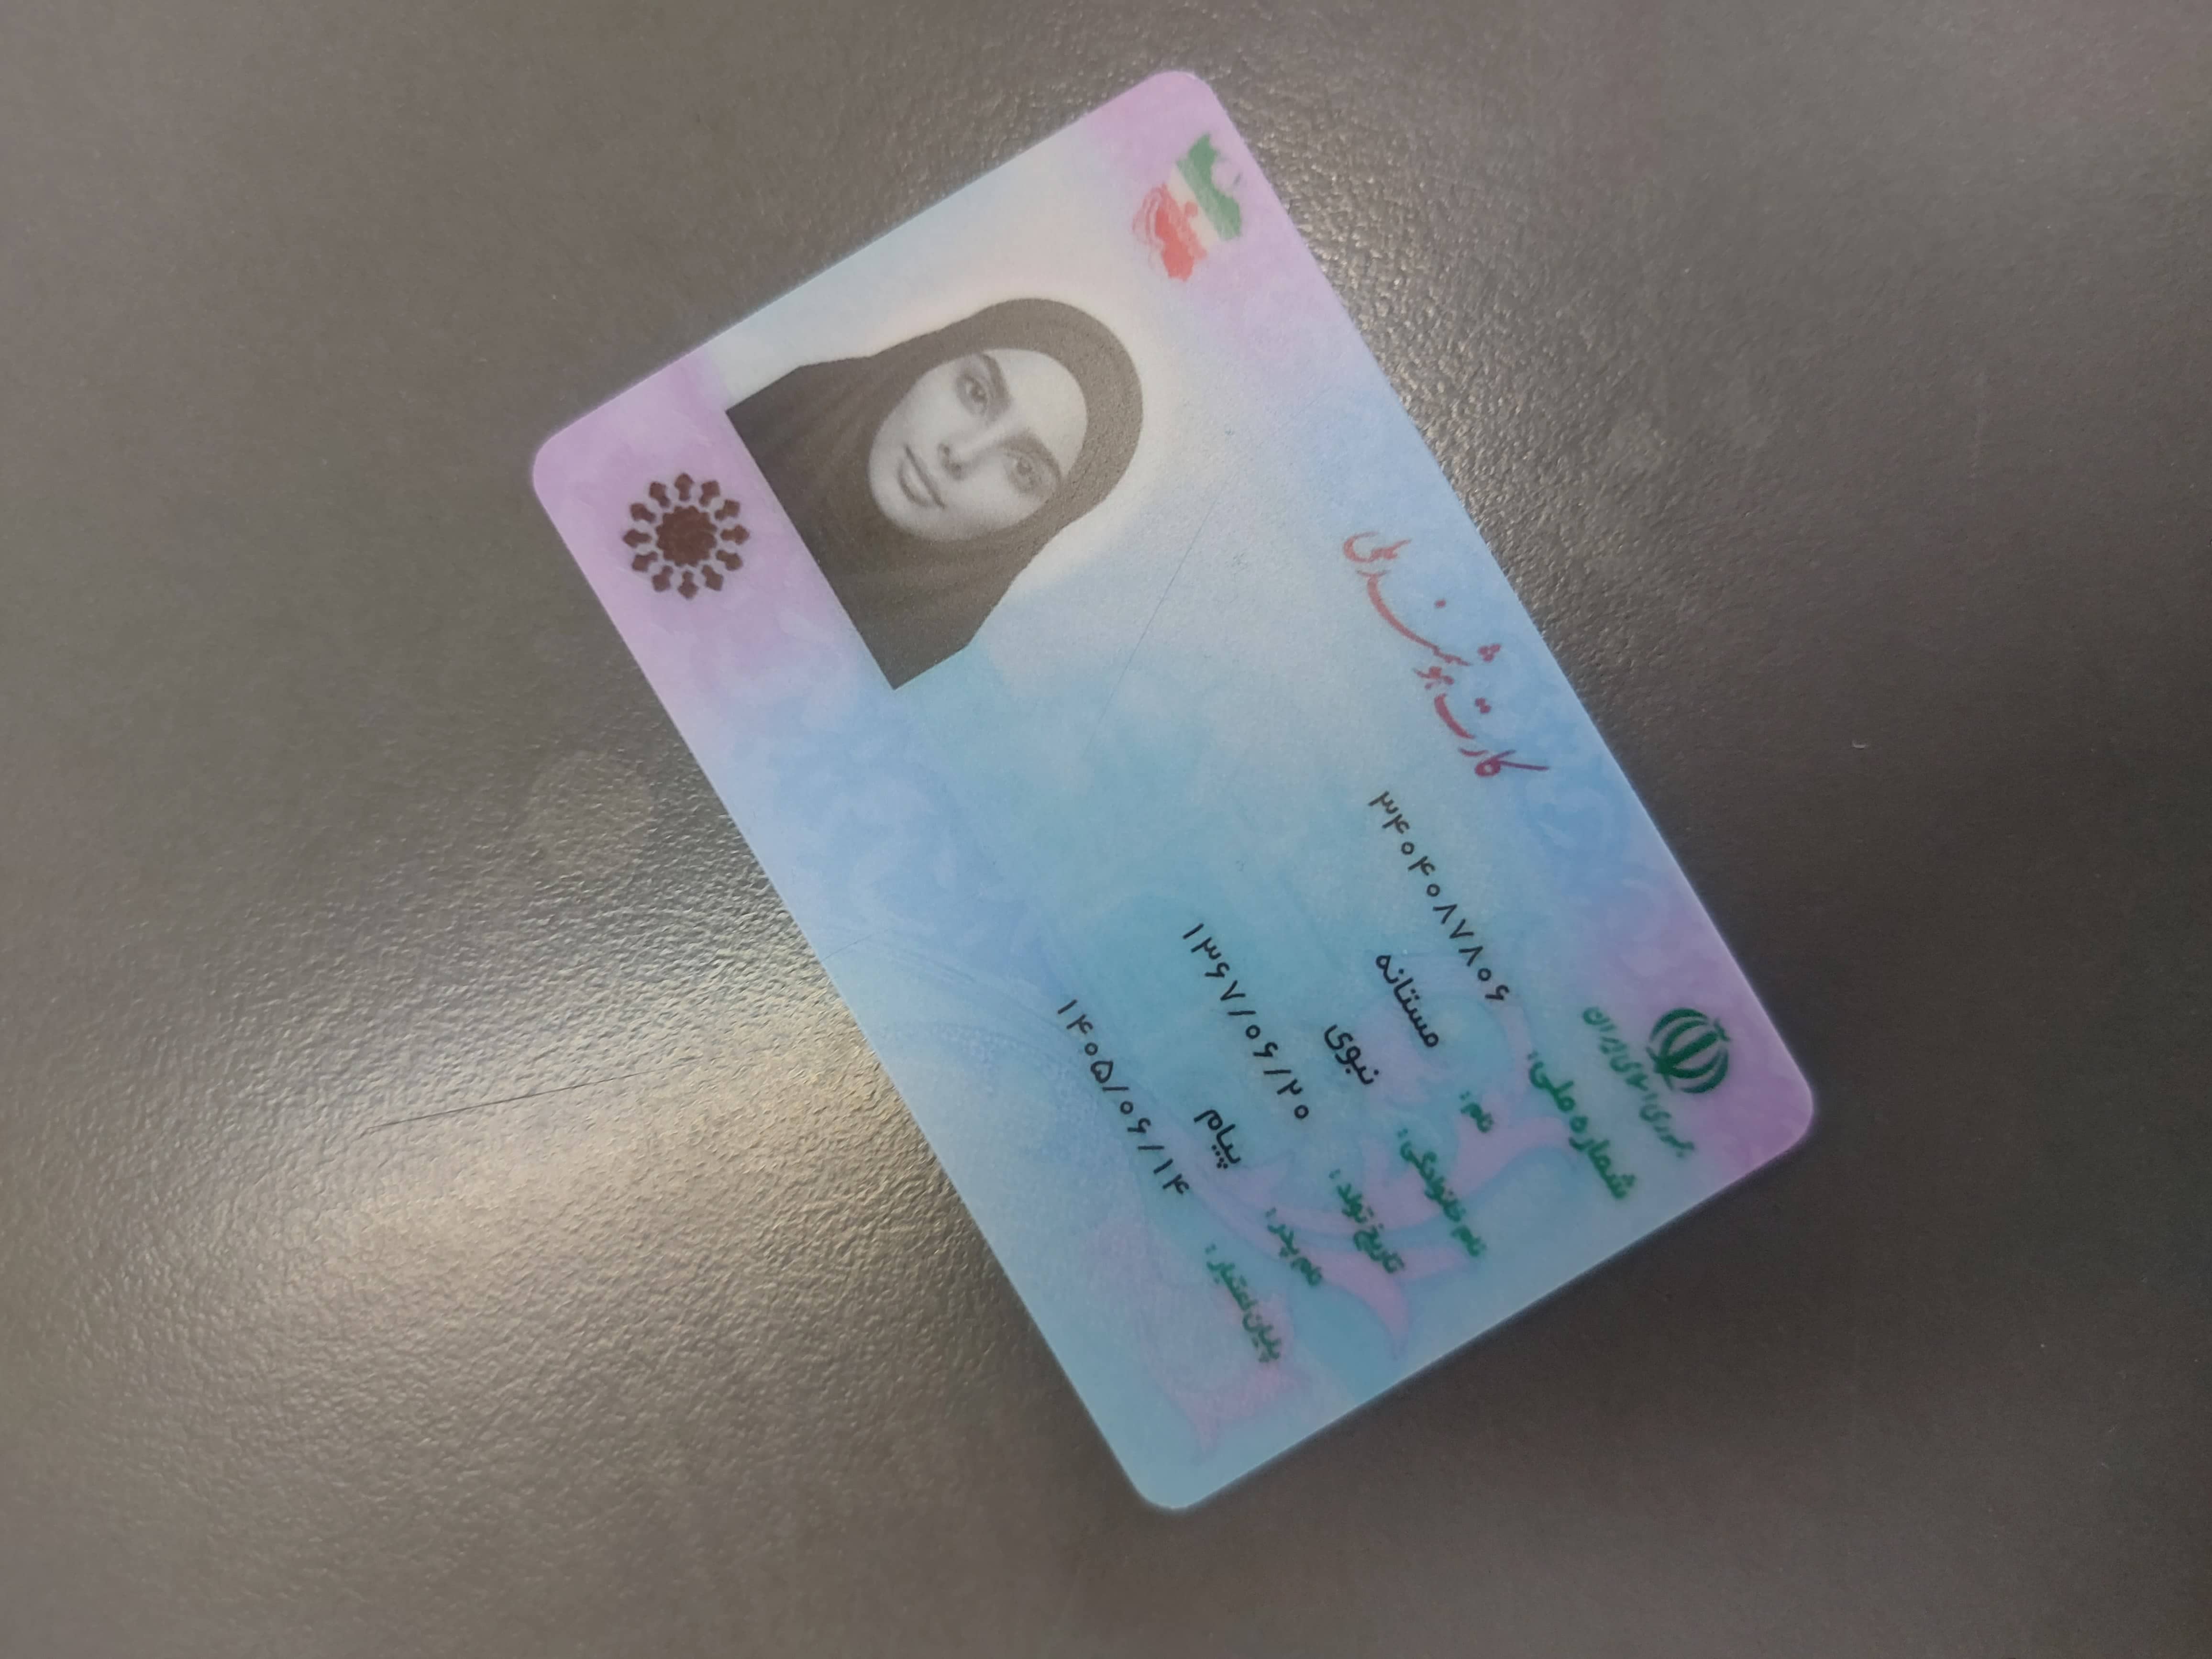 جمهوری اسلامی ایران
کارت هوشمند ملی
شماره ملی: ۳۴۰۴۰۸۷۸۰۶
نام: مستانه
نام خانوادگی: نبوی
تاریخ تولد: ۱۳۶۷/۰۶/۲۰
نام پدر: پیام
پایان اعتبار: ۱۴۰۵/۰۶/۱۴